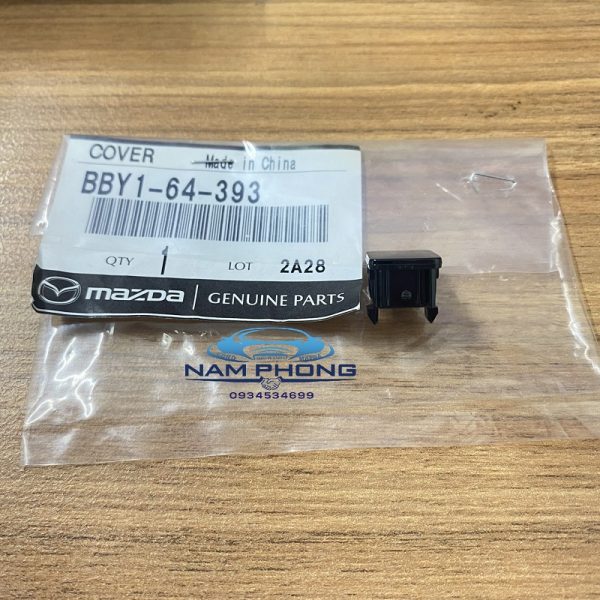 COVER
Made in China
BBY1-64-393
QTY 1 LOT 2A28
mazda GENUINE PARTS
NAM PHONG
0934534699